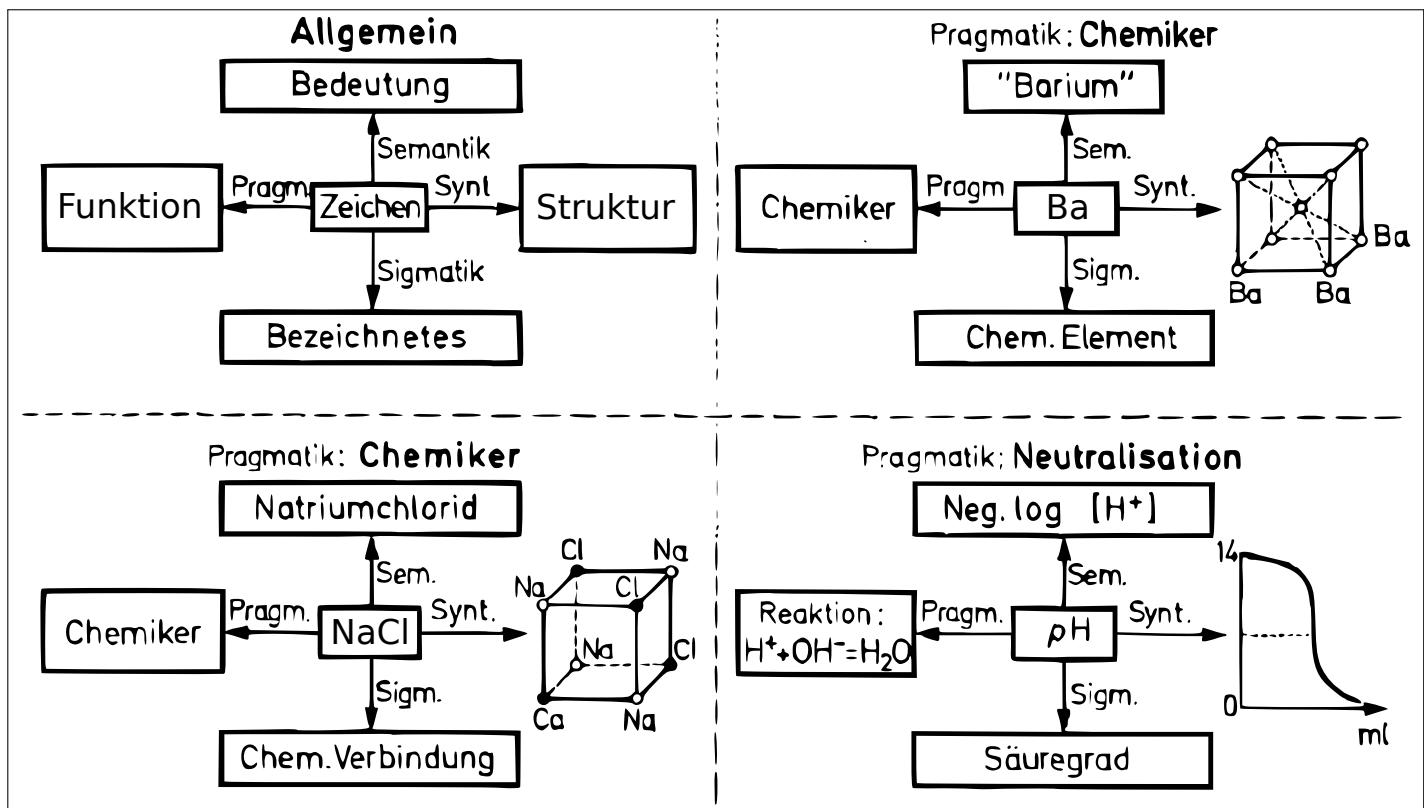 Allgemein
Bedeutung
Semantik
Funktion
Pragm.
Zeichen
Synt.
Struktur
Sigmatik
Bezeichnetes
Pragmatik: Chemiker
"Barium"
Sem.
Chemiker
Pragm
Ba
Synt.
Ba
Ba
Ba
Sigm.
Chem. Element
Pragmatik: Chemiker
Natriumchlorid
Sem.
Chemiker
Pragm.
NaCl
Synt.
Cl
Na
Na
Cl
Na
Cl
Ca
Na
Sigm.
Chem. Verbindung
Pragmatik: Neutralisation
Neg. log [H⁺]
Sem.
Reaktion:
H⁺+OH⁻=H₂O
Pragm.
pH
Synt.
14
0
ml
Sigm.
Säuregrad